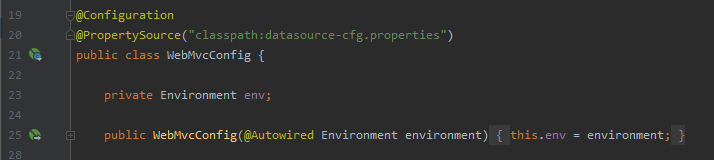 19 @Configuration
20 @PropertySource("classpath:datasource-cfg.properties")
21 public class WebMvcConfig {
22
23 private Environment env;
24
25 public WebMvcConfig(@Autowired Environment environment) { this.env = environment; }
28